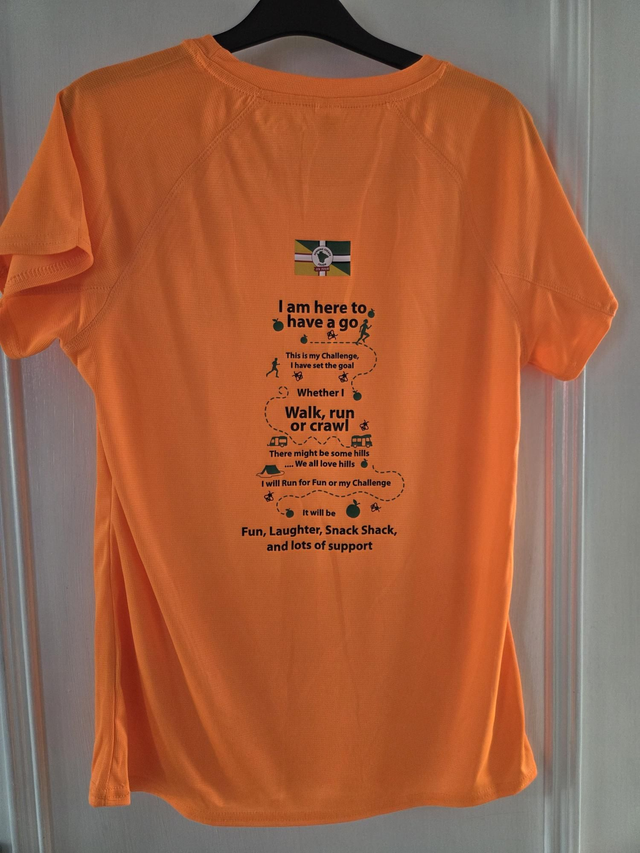 I am here to
have a go
This is my Challenge,
I have set the goal
Whether I
Walk, run
or crawl
There might be some hills
.... We all love hills
I will Run for Fun or my Challenge
It will be
Fun, Laughter, Snack Shack,
and lots of support